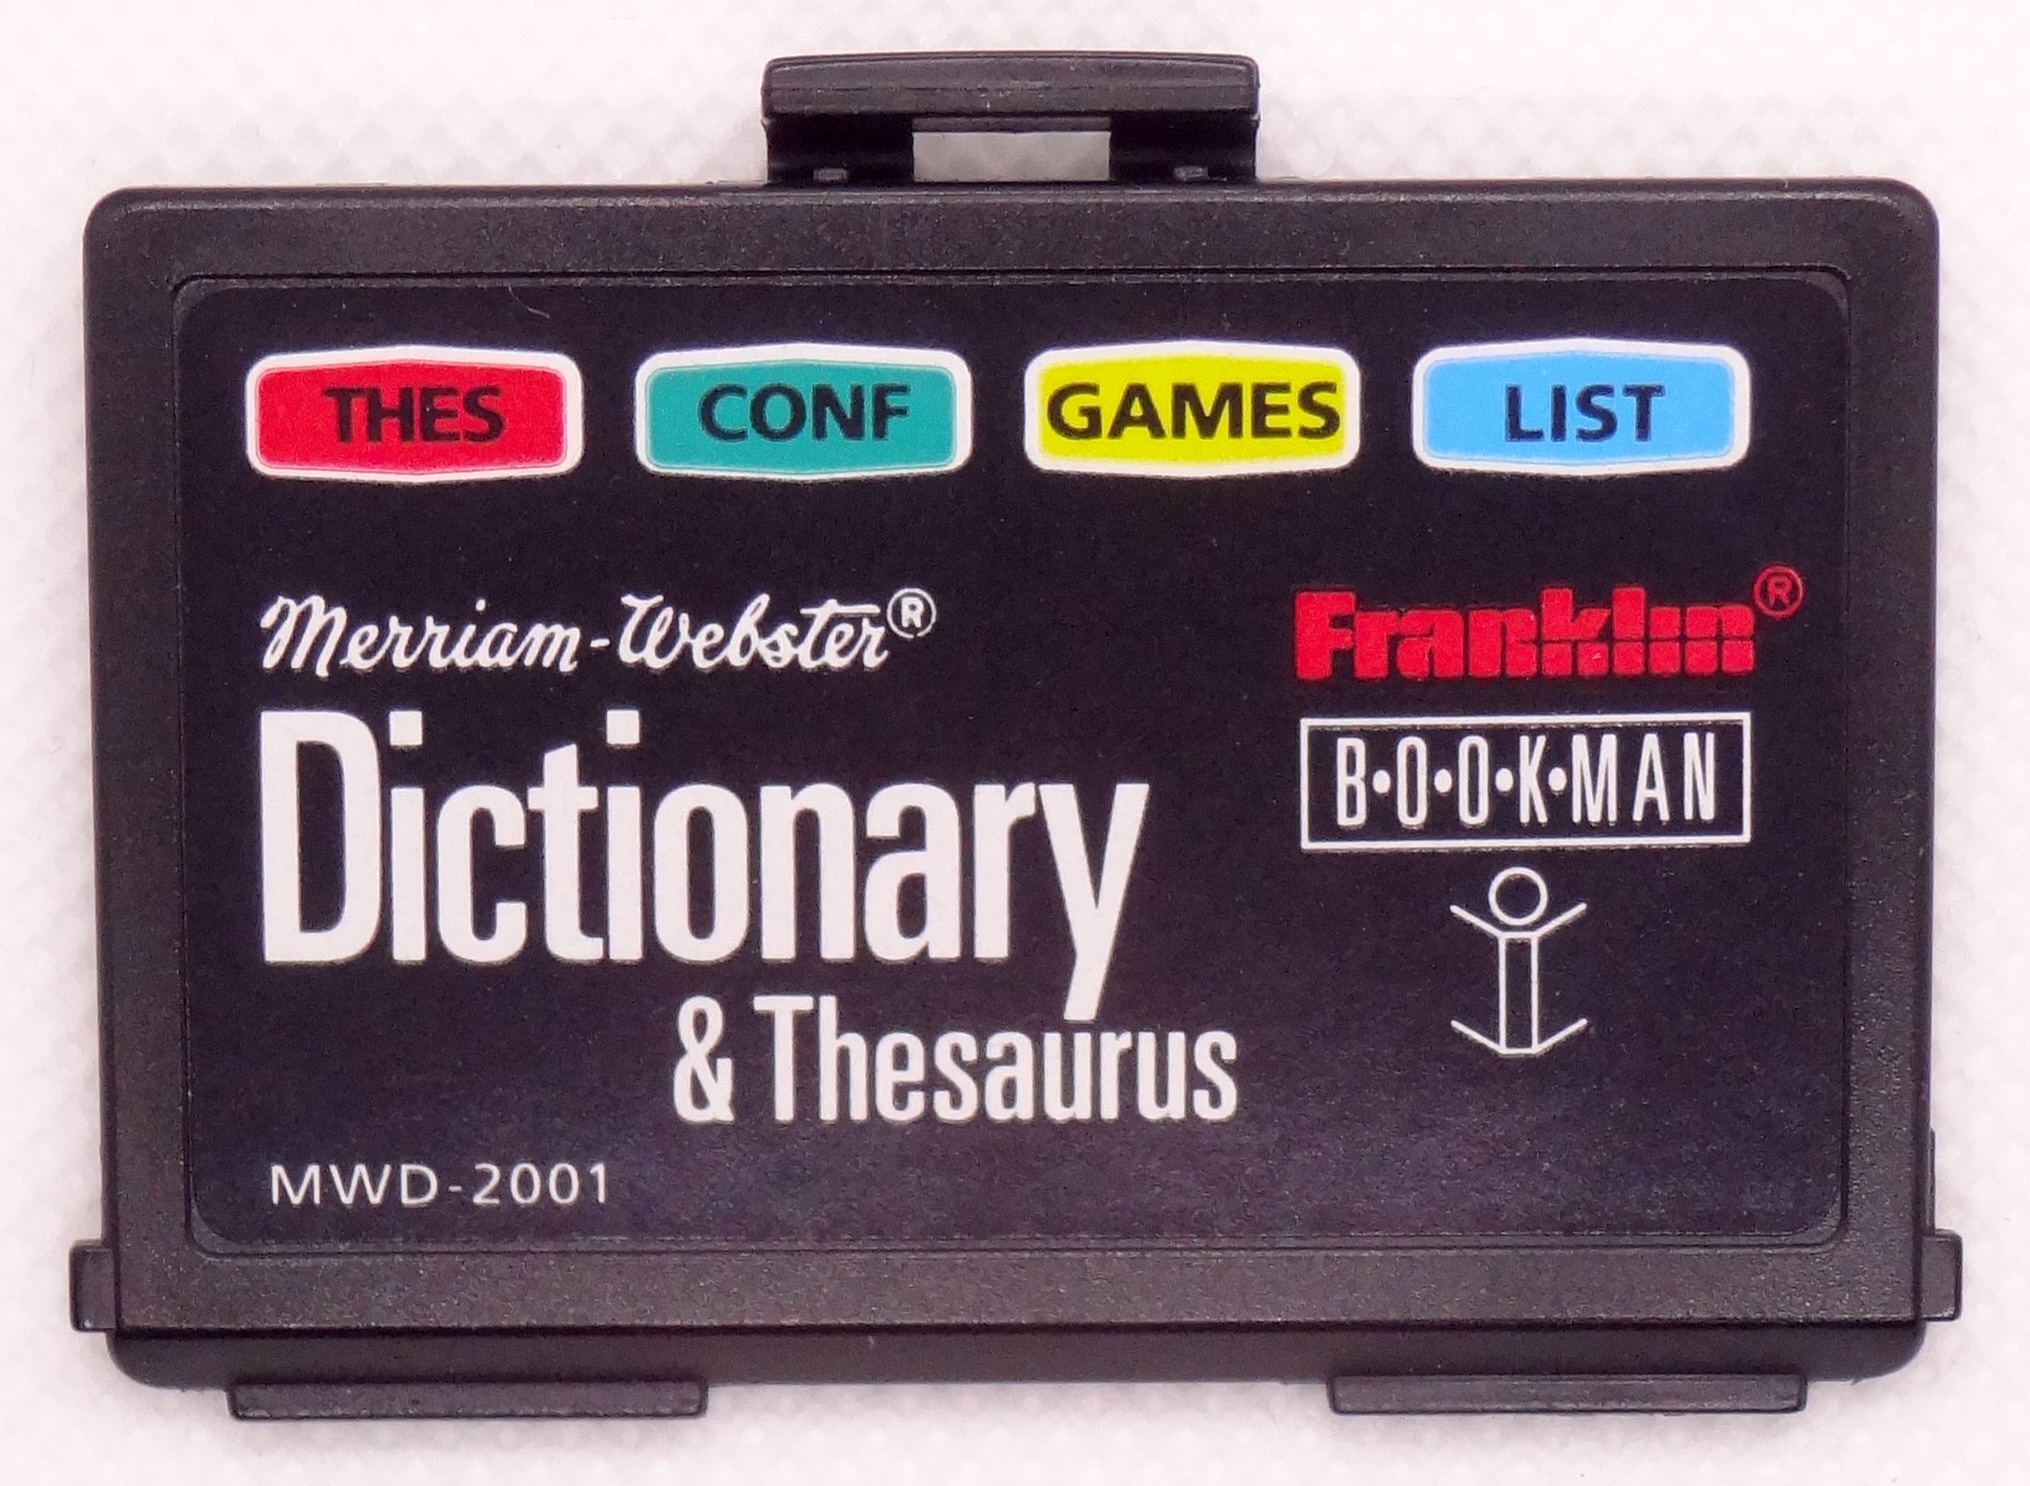 THES CONF GAMES LIST
Merriam-Webster®
Franklin®
Dictionary
B•O•O•K•MAN
& Thesaurus
MWD-2001